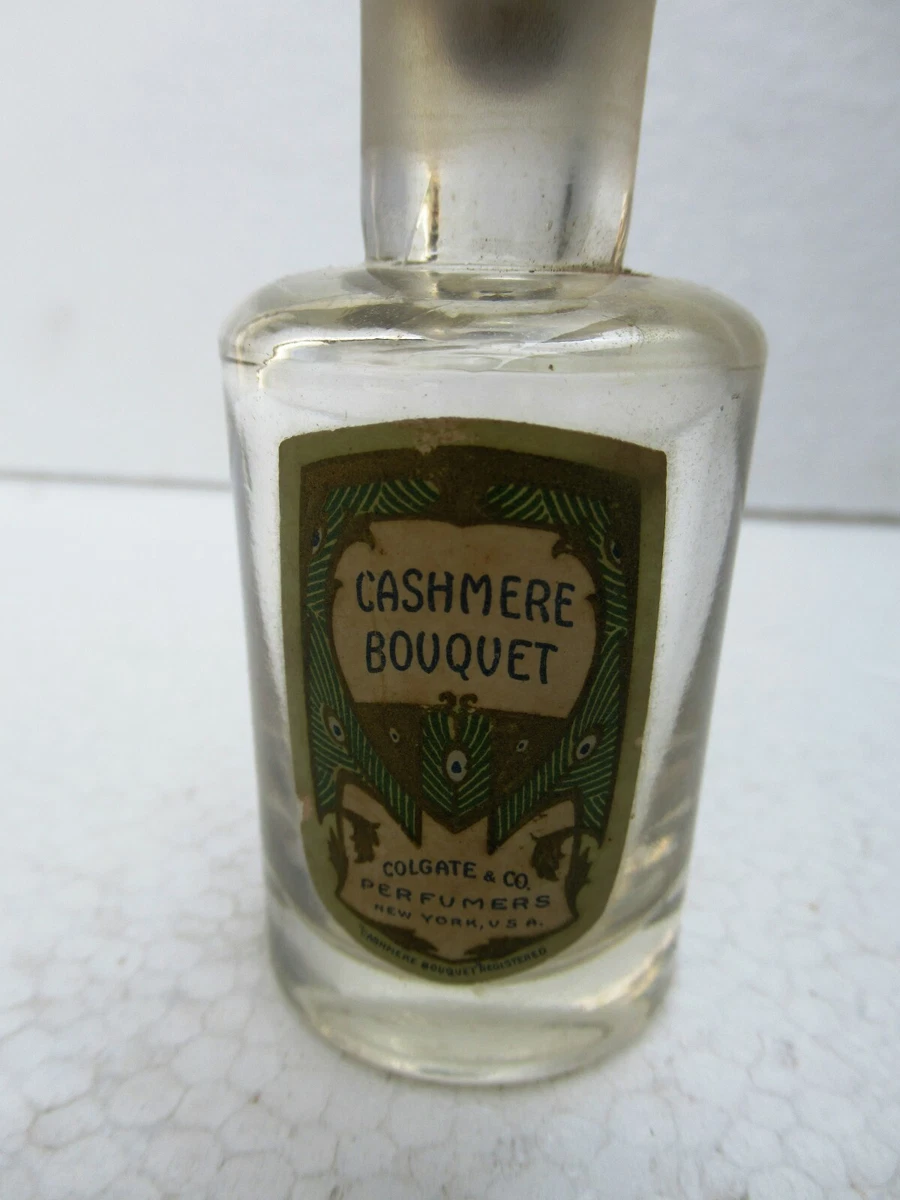 CASHMERE
BOUQUET
COLGATE & CO.
PERFUMERS
NEW YORK, U.S.A.
"CASHMERE BOUQUET" REGISTERED